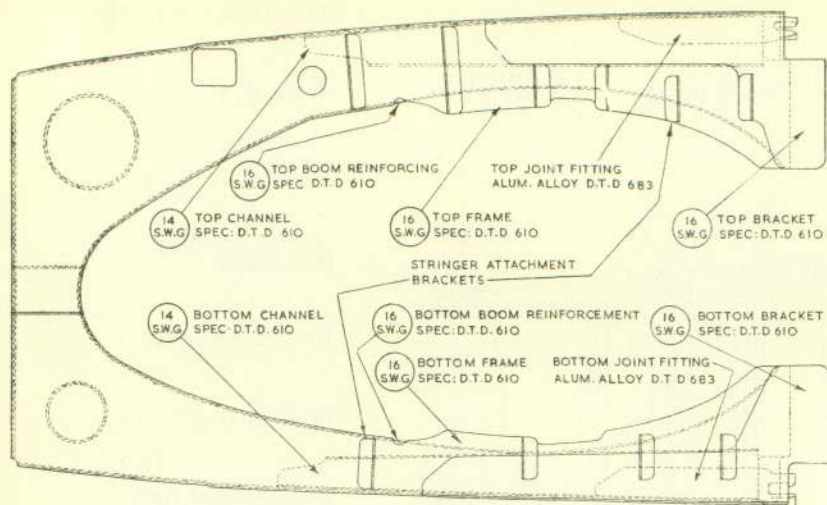 16 S.W.G
TOP BOOM REINFORCING
SPEC D.T.D 610
TOP JOINT FITTING
ALUM. ALLOY D.T.D 683
14 S.W.G
TOP CHANNEL
SPEC: D.T.D 610
16 S.W.G
TOP FRAME
SPEC: D.T.D 610
16 S.W.G
TOP BRACKET
SPEC: D.T.D 610
STRINGER ATTACHMENT
BRACKETS
14 S.W.G
BOTTOM CHANNEL
SPEC: D.T.D. 610
16 S.W.G
BOTTOM BOOM REINFORCEMENT
SPEC: D.T.D. 610
16 S.W.G
BOTTOM BRACKET
SPEC: D.T.D 610
16 S.W.G
BOTTOM FRAME
SPEC: D.T.D 610
BOTTOM JOINT FITTING
ALUM. ALLOY D.T D 683